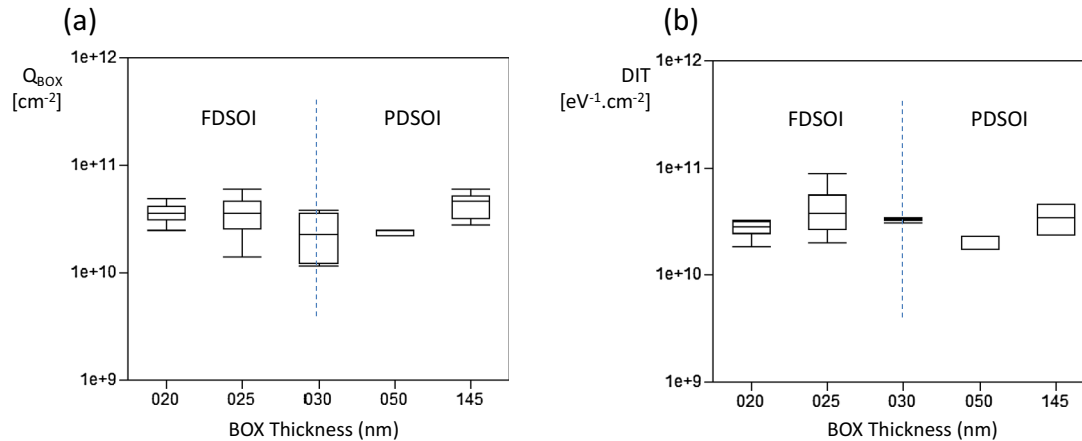 (a)
1e+12
Q_BOX
[cm⁻²]
FDSOI PDSOI
1e+11
1e+10
1e+9
020 025 030 050 145
BOX Thickness (nm)
(b)
1e+12
DIT
[eV⁻¹.cm⁻²]
FDSOI PDSOI
1e+11
1e+10
1e+9
020 025 030 050 145
BOX Thickness (nm)